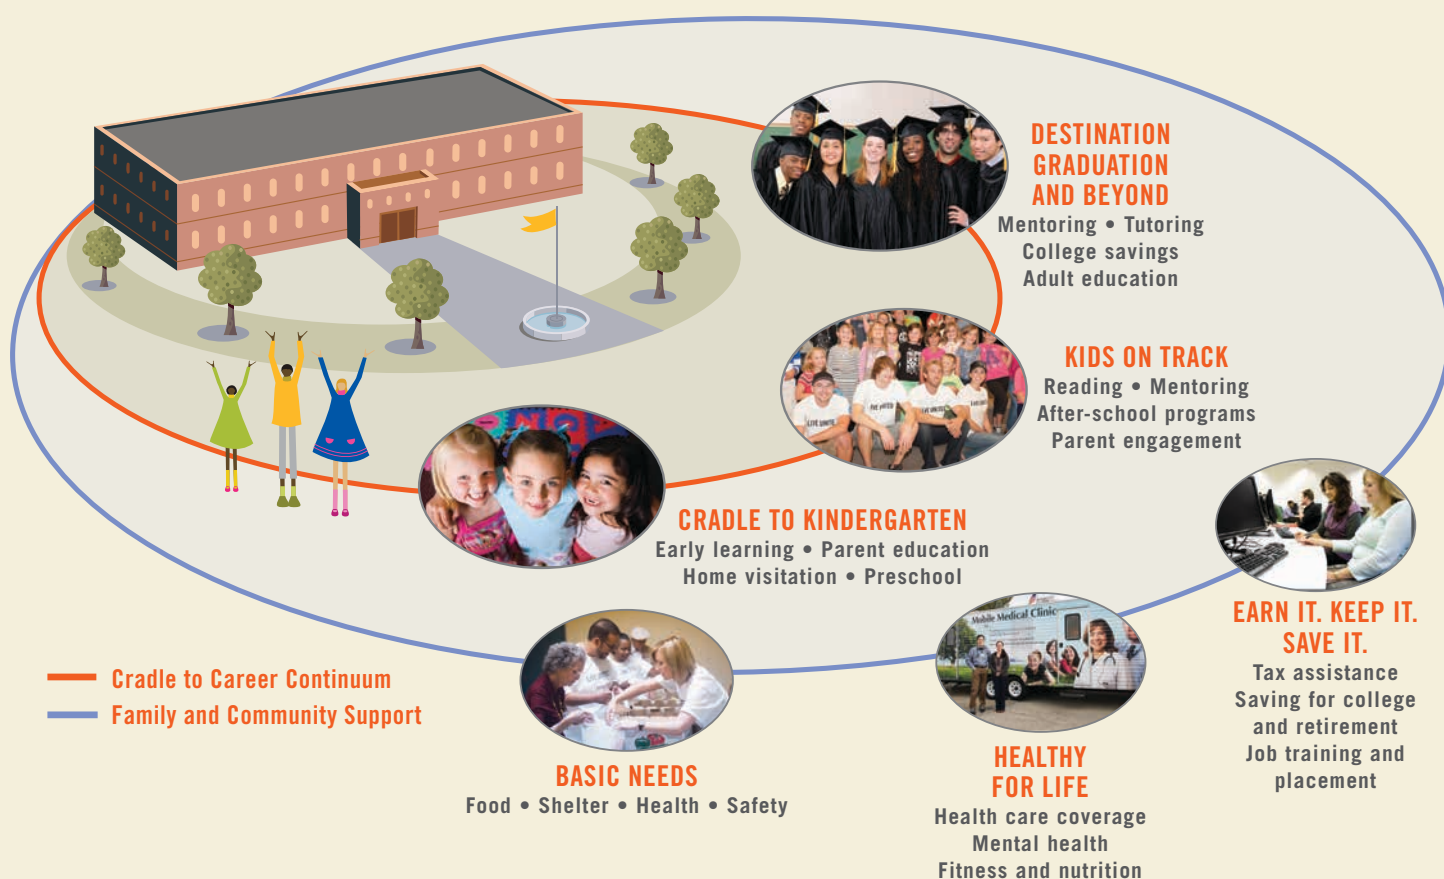 DESTINATION
GRADUATION
AND BEYOND
Mentoring • Tutoring
College savings
Adult education
KIDS ON TRACK
Reading • Mentoring
After-school programs
Parent engagement
LIVE UNITED
CRADLE TO KINDERGARTEN
Early learning • Parent education
Home visitation • Preschool
EARN IT. KEEP IT.
SAVE IT.
Tax assistance
Saving for college
and retirement
Job training and
placement
Mobile Medical Clinic
HEALTHY
FOR LIFE
Health care coverage
Mental health
Fitness and nutrition
BASIC NEEDS
Food • Shelter • Health • Safety
Cradle to Career Continuum
Family and Community Support